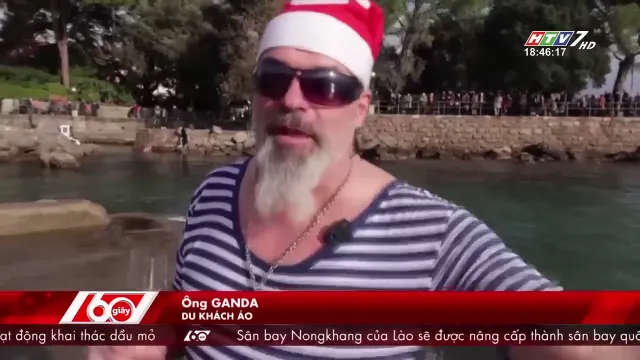 HTV7 HD
18:46:17
60 giây
Ông GANDA
DU KHÁCH ÁO
ạt động khai thác dầu mỏ 60giây Sân bay Nongkhang của Lào sẽ được nâng cấp thành sân bay quố